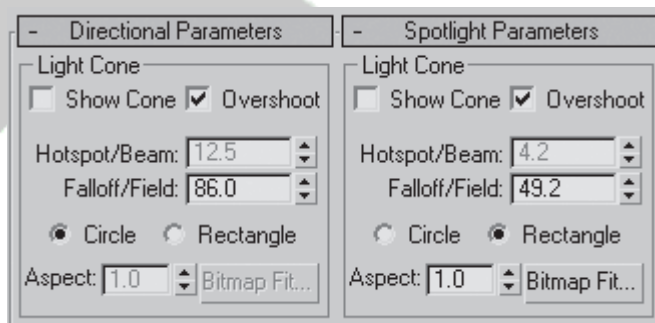 - Directional Parameters
Light Cone
Show Cone Overshoot
Hotspot/Beam: 12.5
Falloff/Field: 86.0
Circle Rectangle
Aspect: 1.0 Bitmap Fit...
- Spotlight Parameters
Light Cone
Show Cone Overshoot
Hotspot/Beam: 4.2
Falloff/Field: 49.2
Circle Rectangle
Aspect: 1.0 Bitmap Fit...